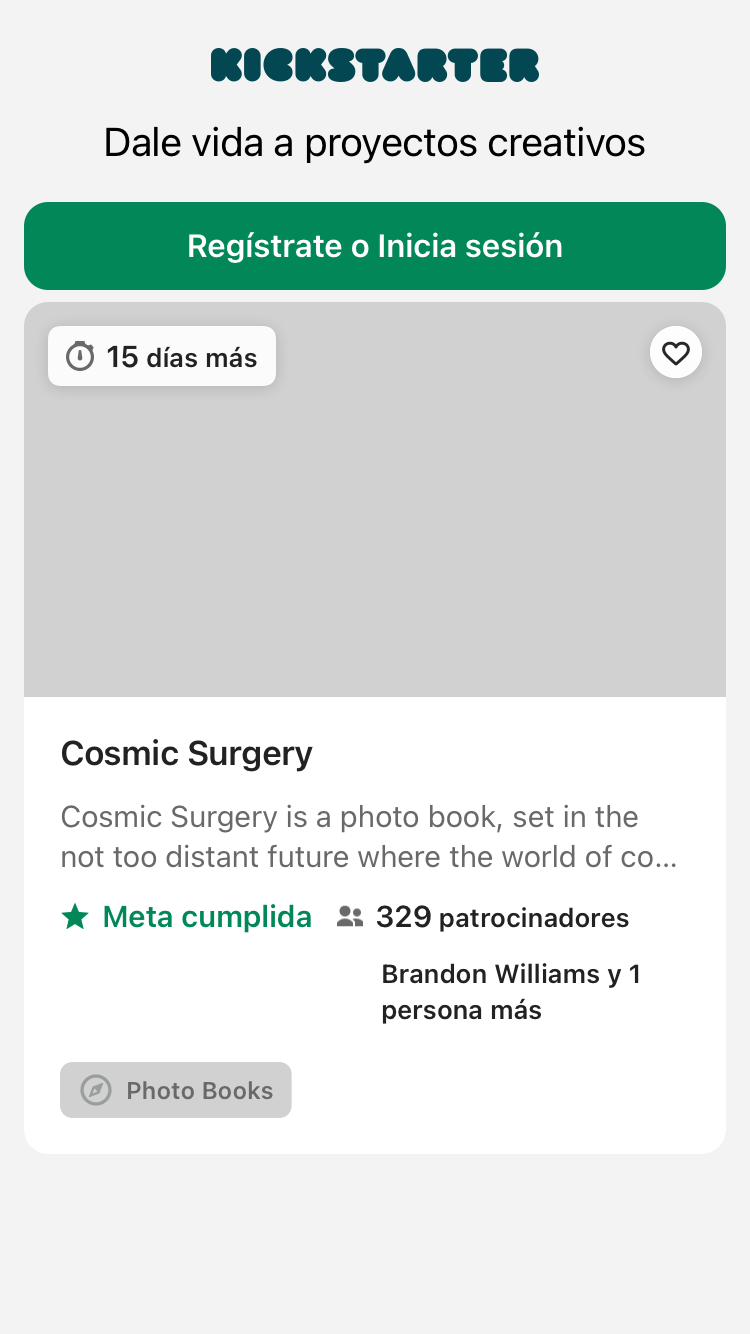 KICKSTARTER
Dale vida a proyectos creativos
Regístrate o Inicia sesión
15 días más
Cosmic Surgery
Cosmic Surgery is a photo book, set in the
not too distant future where the world of co...
Meta cumplida
329 patrocinadores
Brandon Williams y 1
persona más
Photo Books